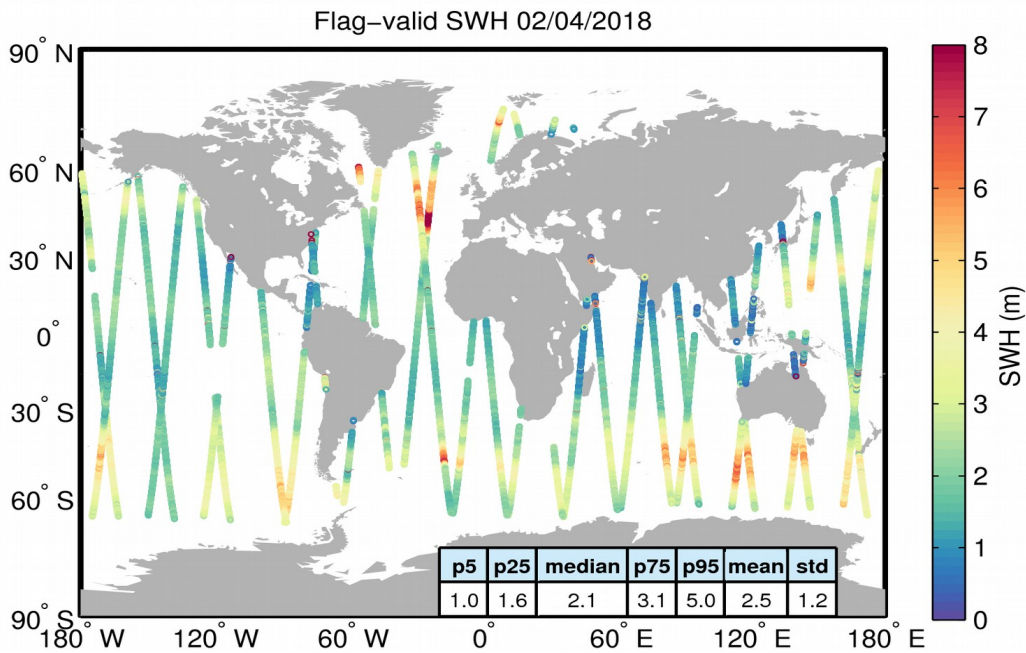 Flag−valid SWH 02/04/2018
90° N
60° N
30° N
0°
30° S
60° S
90° S
180° W
120° W
60° W
0°
60° E
120° E
180° E
8
7
6
5
4
3
2
1
0
SWH (m)
p5 p25 median p75 p95 mean std
1.0 1.6 2.1 3.1 5.0 2.5 1.2